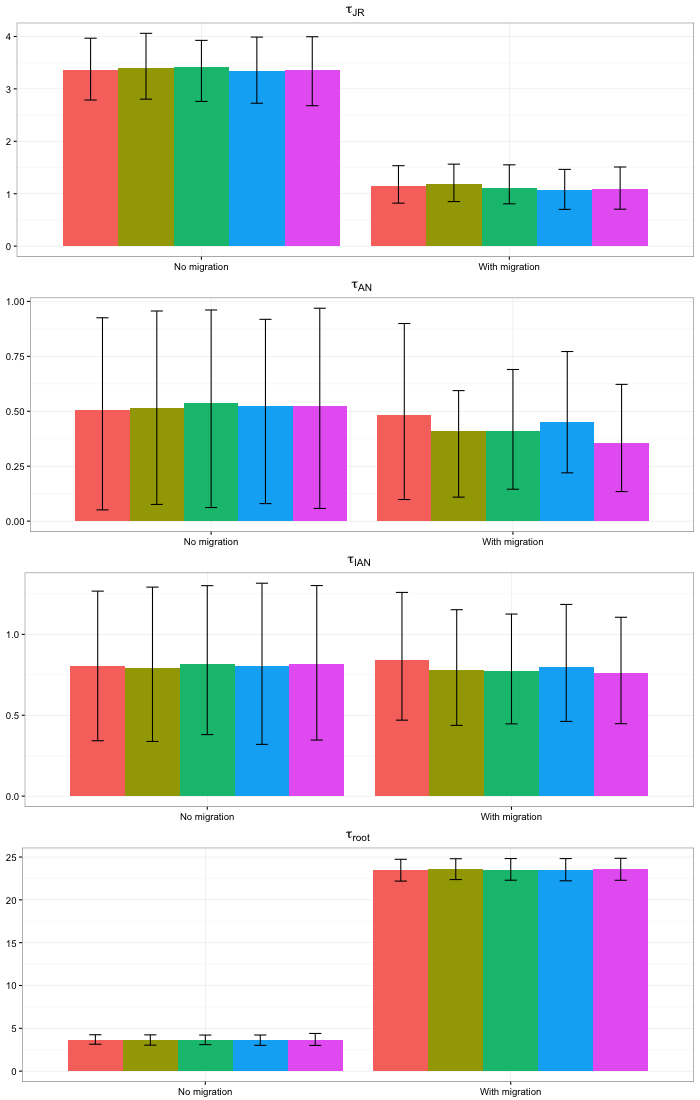 τJR
4
3
2
1
0
No migration With migration
τAN
1.00
0.75
0.50
0.25
0.00
No migration With migration
τIAN
1.0
0.5
0.0
No migration With migration
τroot
25
20
15
10
5
0
No migration With migration